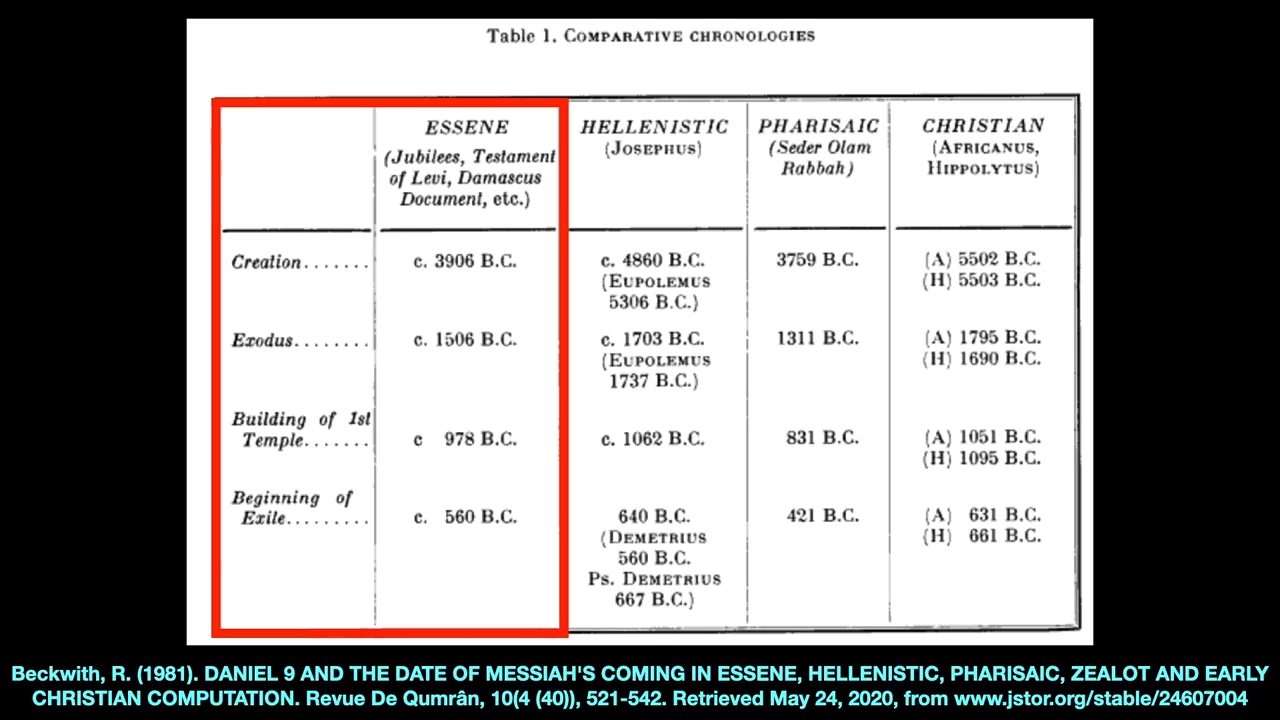 Table 1. COMPARATIVE CHRONOLOGIES
ESSENE
(Jubilees, Testament
of Levi, Damascus
Document, etc.)
HELLENISTIC
(JOSEPHUS)
PHARISAIC
(Seder Olam
Rabbah)
CHRISTIAN
(AFRICANUS,
HIPPOLYTUS)
Creation.......
c. 3906 B.C.
c. 4860 B.C.
(EUPOLEMUS
5306 B.C.)
3759 B.C.
(A) 5502 B.C.
(H) 5503 B.C.
Exodus........
c. 1506 B.C.
c. 1703 B.C.
(EUPOLEMUS
1737 B.C.)
1311 B.C.
(A) 1795 B.C.
(H) 1690 B.C.
Building of 1st
Temple.......
c 978 B.C.
c. 1062 B.C.
831 B.C.
(A) 1051 B.C.
(H) 1095 B.C.
Beginning of
Exile.........
c. 560 B.C.
640 B.C.
(DEMETRIUS
560 B.C.
Ps. DEMETRIUS
667 B.C.)
421 B.C.
(A) 631 B.C.
(H) 661 B.C.
Beckwith, R. (1981). DANIEL 9 AND THE DATE OF MESSIAH'S COMING IN ESSENE, HELLENISTIC, PHARISAIC, ZEALOT AND EARLY
CHRISTIAN COMPUTATION. Revue De Qumrân, 10(4 (40)), 521-542. Retrieved May 24, 2020, from www.jstor.org/stable/24607004